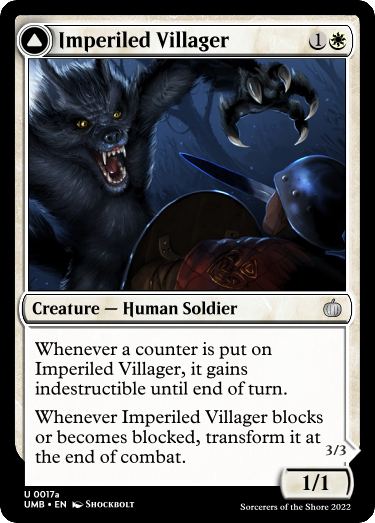 Imperiled Villager 1
Creature — Human Soldier
Whenever a counter is put on
Imperiled Villager, it gains
indestructible until end of turn.
Whenever Imperiled Villager blocks
or becomes blocked, transform it at
the end of combat.
3/3
1/1
U 0017a
UMB • EN Shockbolt
Sorcerers of the Shore 2022